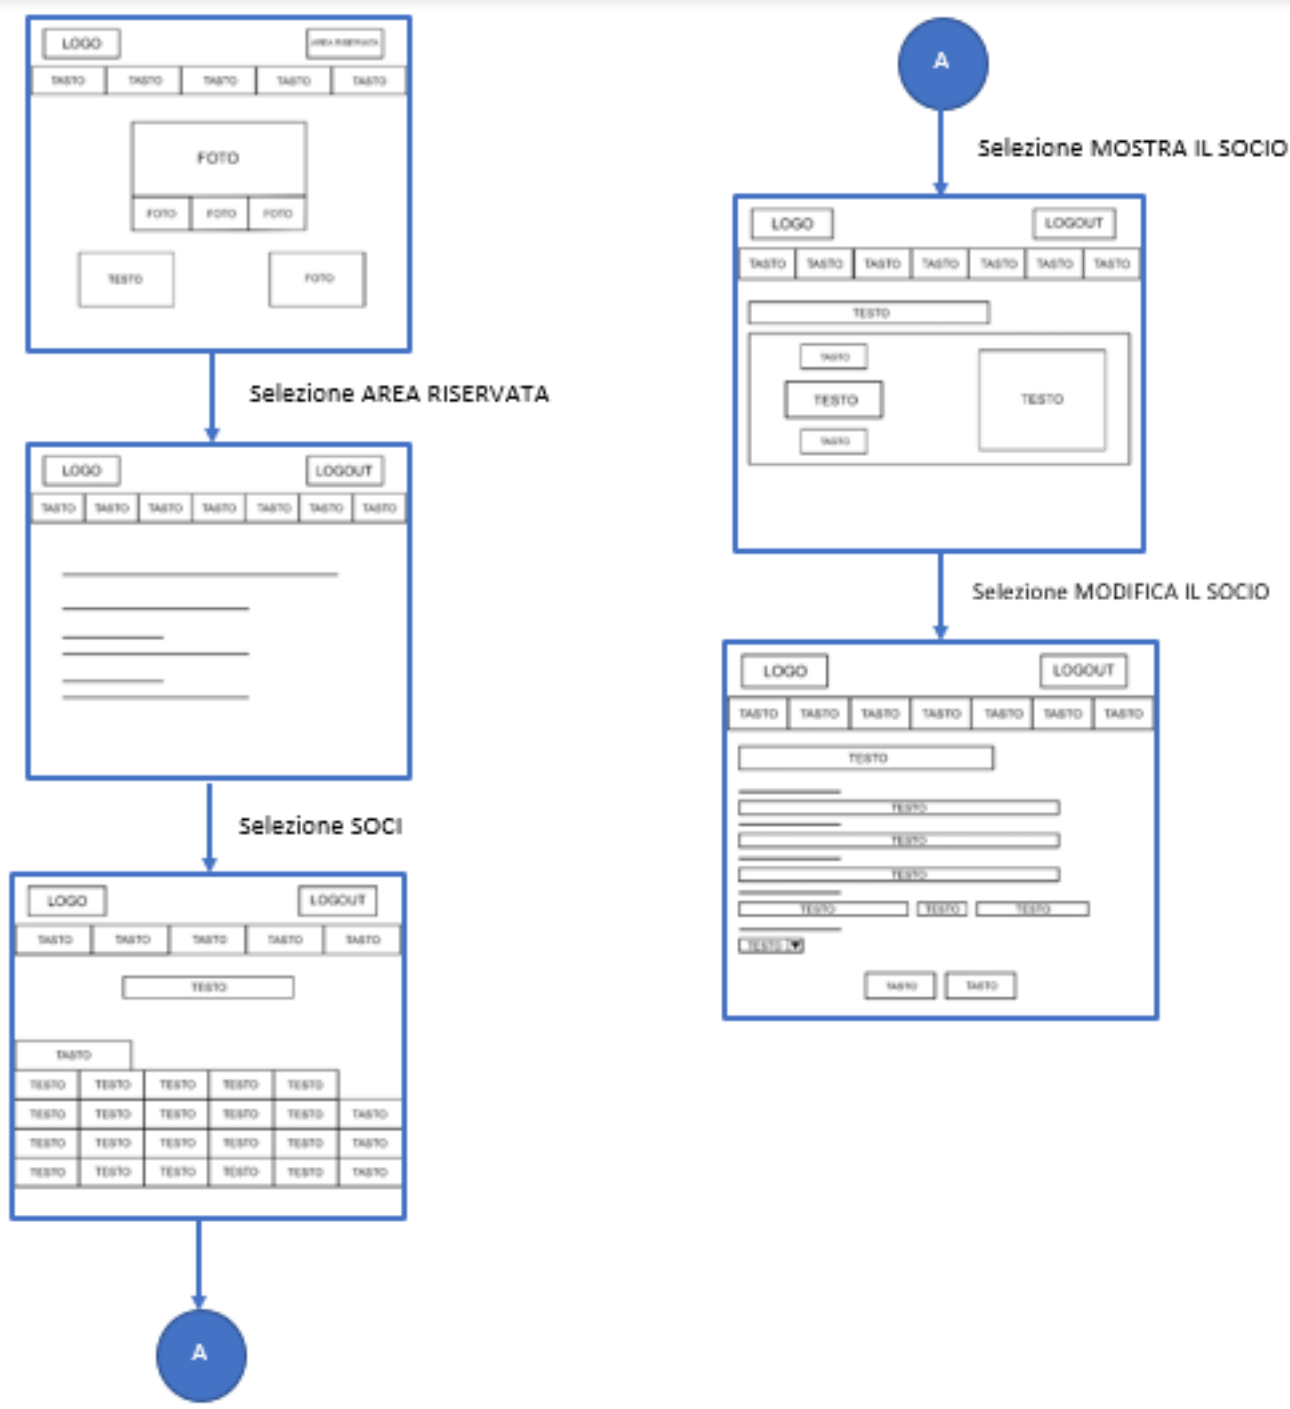 LOGO AREA RISERVATA
TASTO TASTO TASTO TASTO TASTO
FOTO
FOTO FOTO FOTO
TESTO FOTO
Selezione AREA RISERVATA
LOGO LOGOUT
TASTO TASTO TASTO TASTO TASTO TASTO TASTO
Selezione SOCI
LOGO LOGOUT
TASTO TASTO TASTO TASTO TASTO
TESTO
TASTO
TESTO TESTO TESTO TESTO TESTO
TESTO TESTO TESTO TESTO TESTO TASTO
TESTO TESTO TESTO TESTO TESTO TASTO
TESTO TESTO TESTO TESTO TESTO TASTO
A
A
Selezione MOSTRA IL SOCIO
LOGO LOGOUT
TASTO TASTO TASTO TASTO TASTO TASTO TASTO
TESTO
TASTO
TESTO TESTO
TASTO
Selezione MODIFICA IL SOCIO
LOGO LOGOUT
TASTO TASTO TASTO TASTO TASTO TASTO TASTO
TESTO
TESTO
TESTO
TESTO
TESTO TESTO TESTO
TESTO
TASTO TASTO